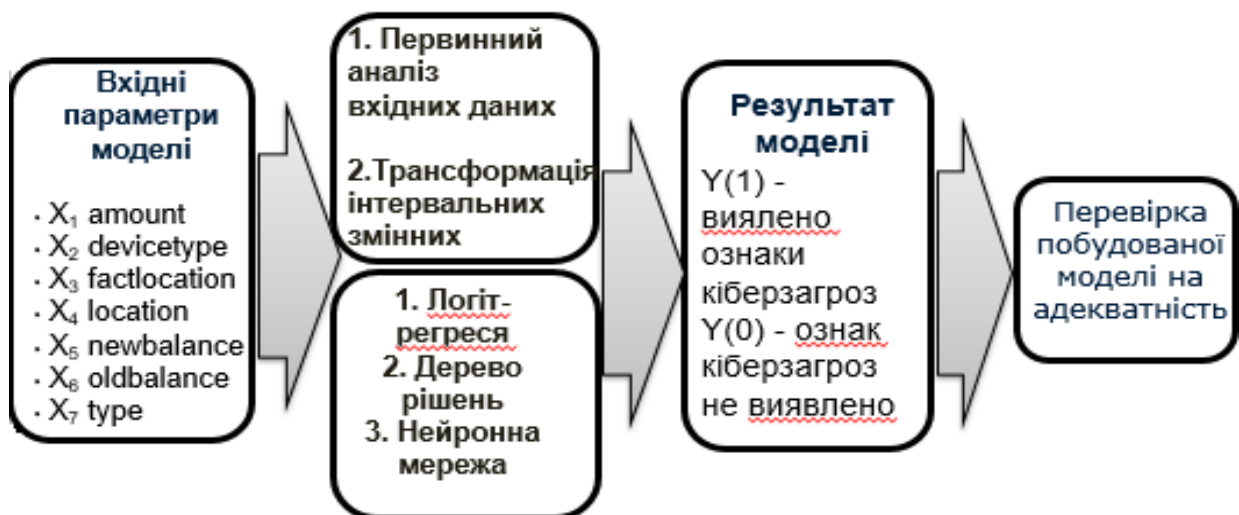 Вхідні
параметри
моделі
· X₁ amount
· X₂ devicetype
· X₃ factlocation
· X₄ location
· X₅ newbalance
· X₆ oldbalance
· X₇ type
1. Первинний
аналіз
вхідних даних
2.Трансформація
інтервальних
змінних
1. Логіт-
регреся
2. Дерево
рішень
3. Нейронна
мережа
Результат
моделі
Y(1) -
виялено
ознаки
кіберзагроз
Y(0) - ознак
кіберзагроз
не виявлено
Перевірка
побудованої
моделі на
адекватність